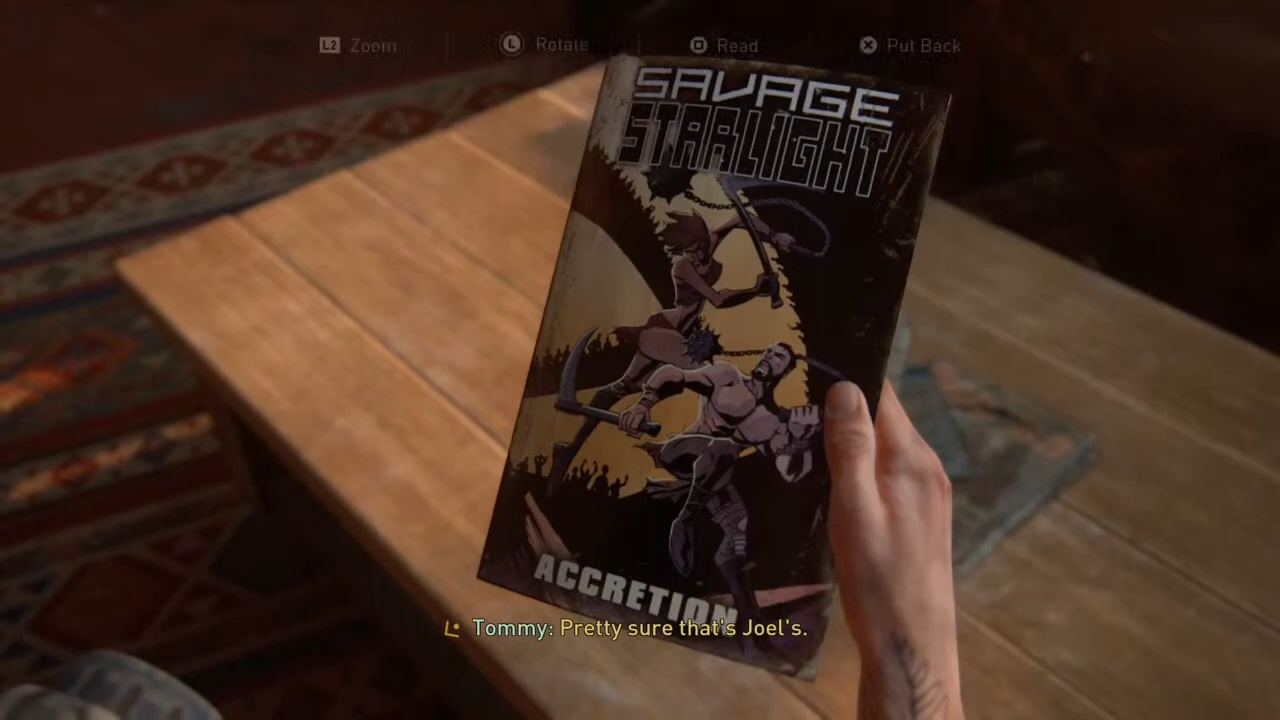 L2 Zoom
L Rotate
Read
Put Back
SAVAGE
STARLIGHT
ACCRETION
Tommy: Pretty sure that's Joel's.